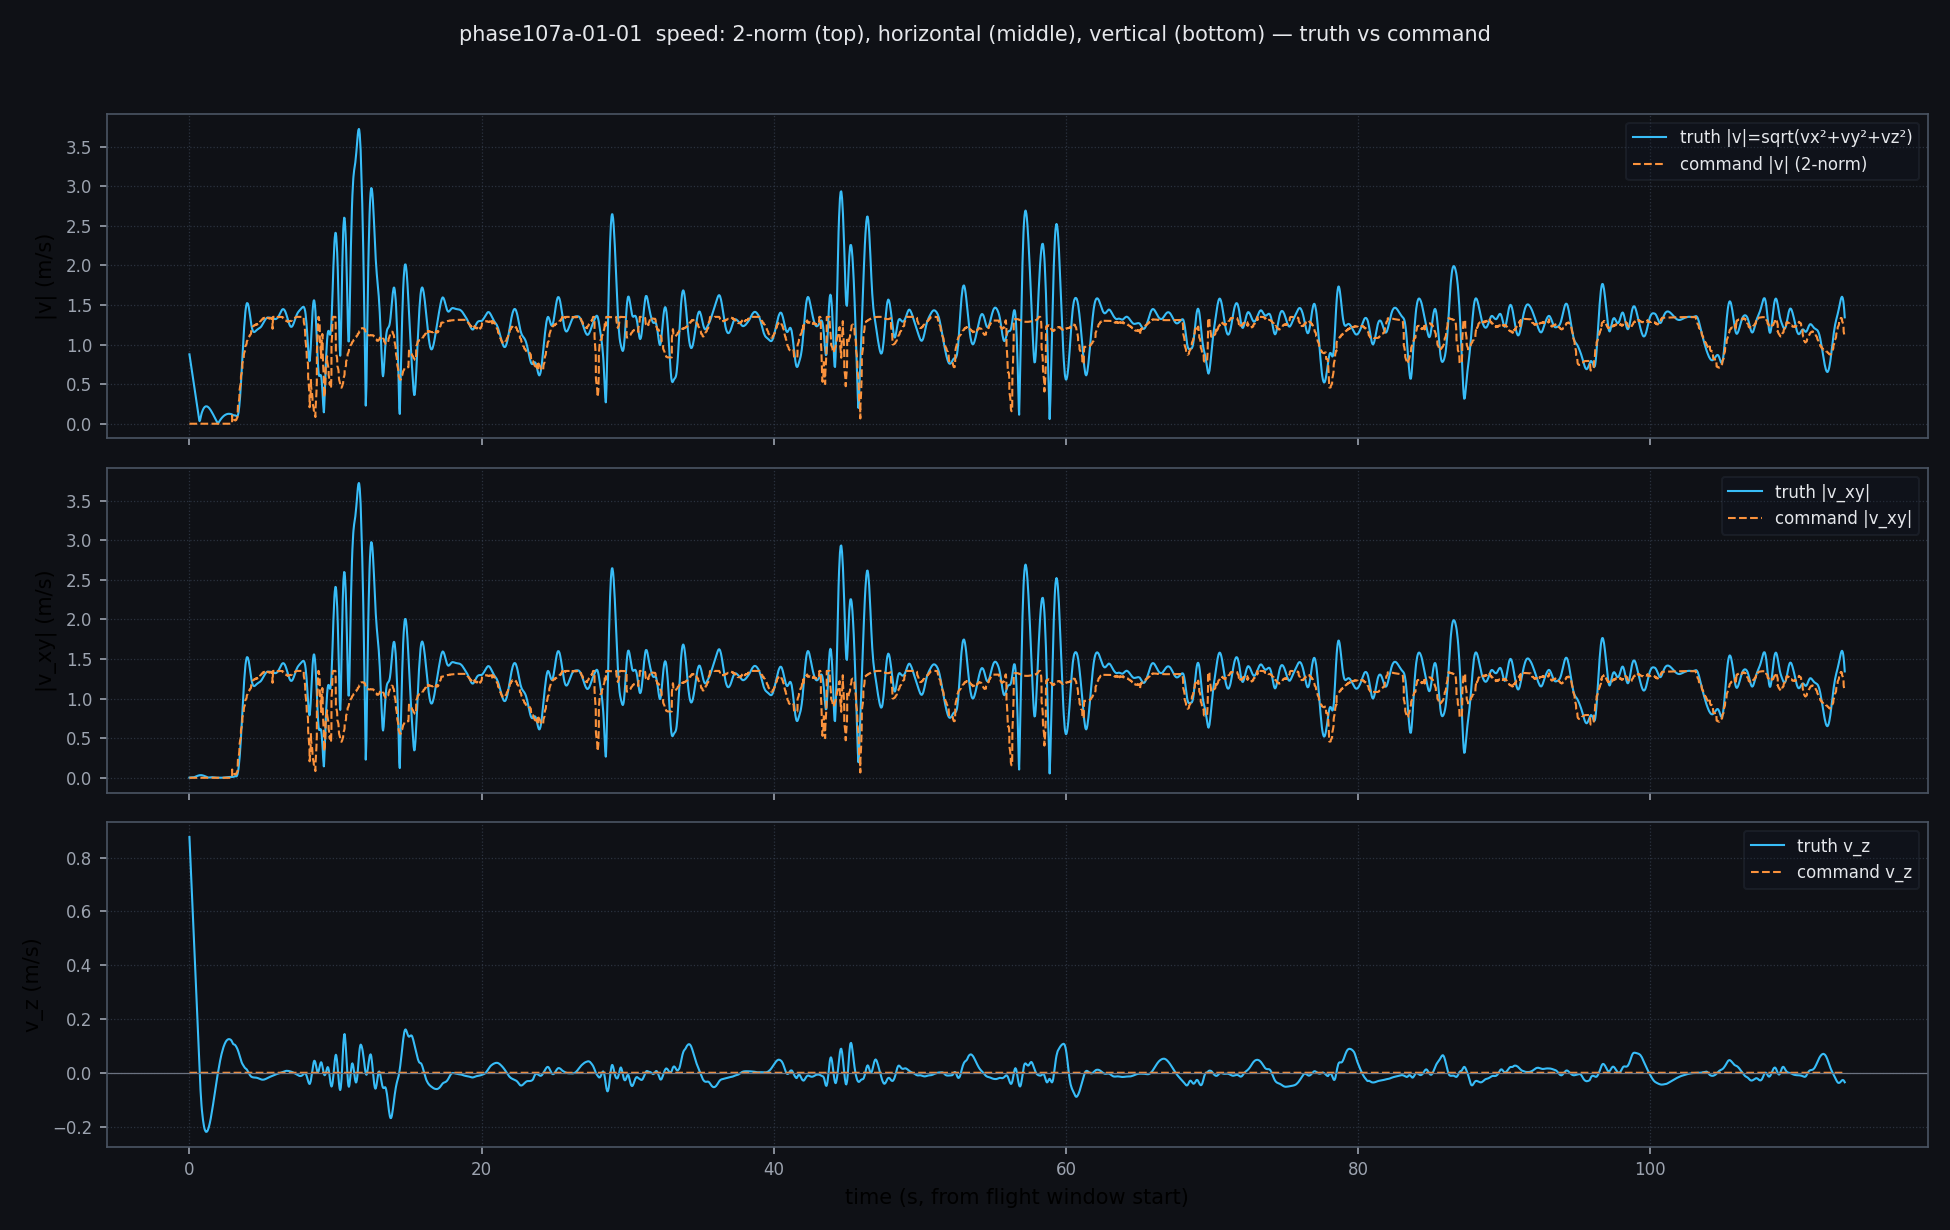 phase107a-01-01  speed: 2-norm (top), horizontal (middle), vertical (bottom) — truth vs command
|v| (m/s)
3.5
3.0
2.5
2.0
1.5
1.0
0.5
0.0
truth |v|=sqrt(vx²+vy²+vz²)
command |v| (2-norm)
|v_xy| (m/s)
3.5
3.0
2.5
2.0
1.5
1.0
0.5
0.0
truth |v_xy|
command |v_xy|
v_z (m/s)
0.8
0.6
0.4
0.2
0.0
−0.2
truth v_z
command v_z
0 20 40 60 80 100
time (s, from flight window start)